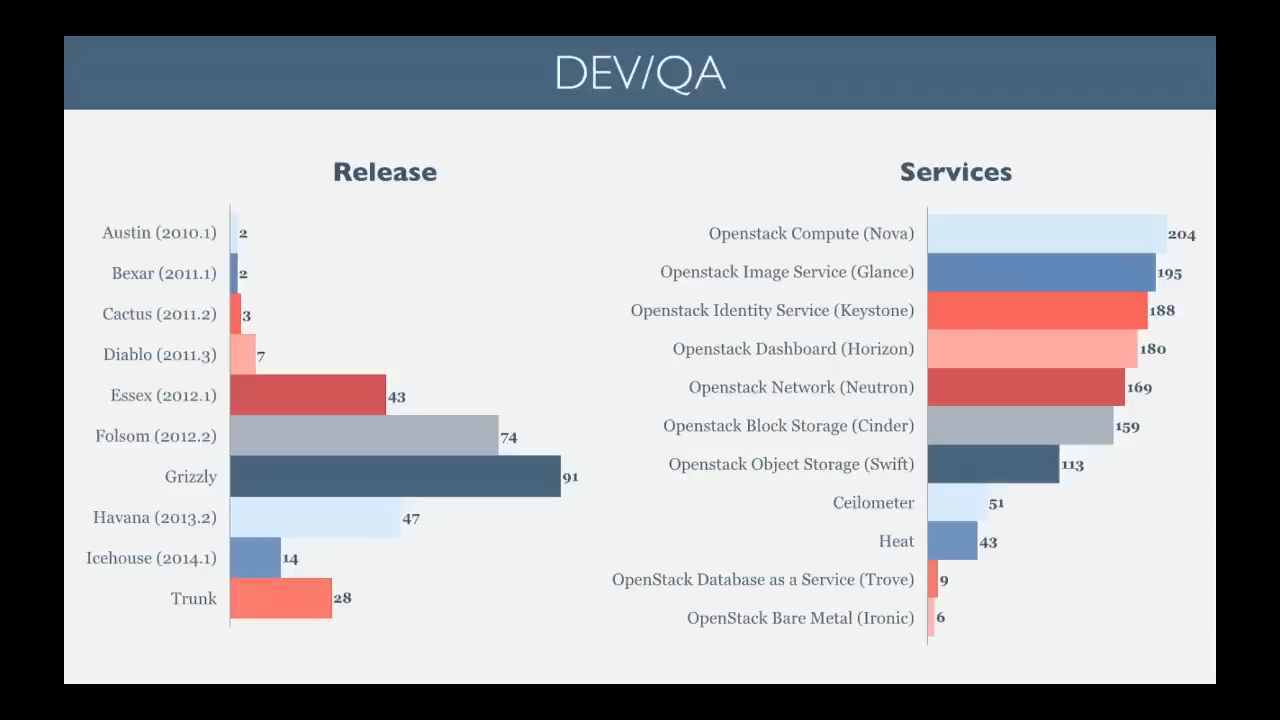 DEV/QA
Release
Austin (2010.1) 2
Bexar (2011.1) 2
Cactus (2011.2) 3
Diablo (2011.3) 7
Essex (2012.1) 43
Folsom (2012.2) 74
Grizzly 91
Havana (2013.2) 47
Icehouse (2014.1) 14
Trunk 28
Services
Openstack Compute (Nova) 204
Openstack Image Service (Glance) 195
Openstack Identity Service (Keystone) 188
Openstack Dashboard (Horizon) 180
Openstack Network (Neutron) 169
Openstack Block Storage (Cinder) 159
Openstack Object Storage (Swift) 113
Ceilometer 51
Heat 43
OpenStack Database as a Service (Trove) 9
OpenStack Bare Metal (Ironic) 6